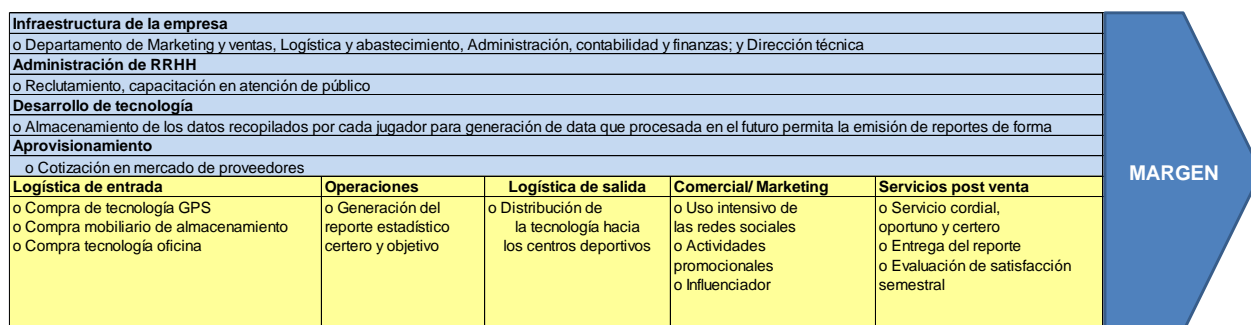 Infraestructura de la empresa
o Departamento de Marketing y ventas, Logística y abastecimiento, Administración, contabilidad y finanzas; y Dirección técnica
Administración de RRHH
o Reclutamiento, capacitación en atención de público
Desarrollo de tecnología
o Almacenamiento de los datos recopilados por cada jugador para generación de data que procesada en el futuro permita la emisión de reportes de forma
Aprovisionamiento
o Cotización en mercado de proveedores
Logística de entrada
o Compra de tecnología GPS
o Compra mobiliario de almacenamiento
o Compra tecnología oficina
Operaciones
o Generación del
reporte estadístico
certero y objetivo
Logística de salida
o Distribución de
la tecnología hacia
los centros deportivos
Comercial/ Marketing
o Uso intensivo de
las redes sociales
o Actividades
promocionales
o Influenciador
Servicios post venta
o Servicio cordial,
oportuno y certero
o Entrega del reporte
o Evaluación de satisfacción
semestral
MARGEN